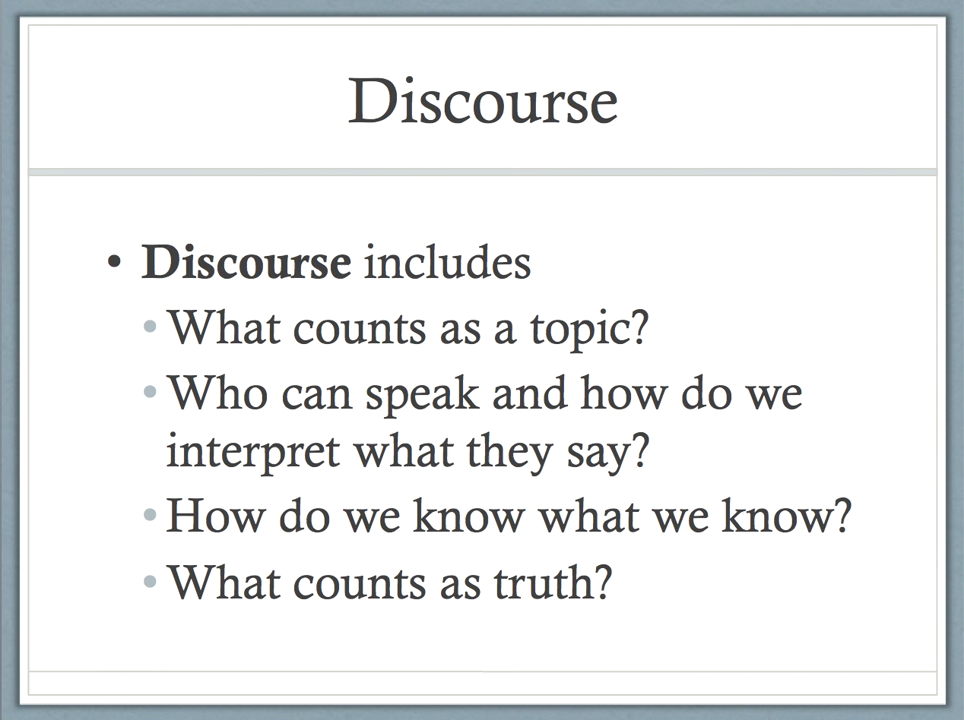 Discourse
• Discourse includes
• What counts as a topic?
• Who can speak and how do we
interpret what they say?
• How do we know what we know?
• What counts as truth?